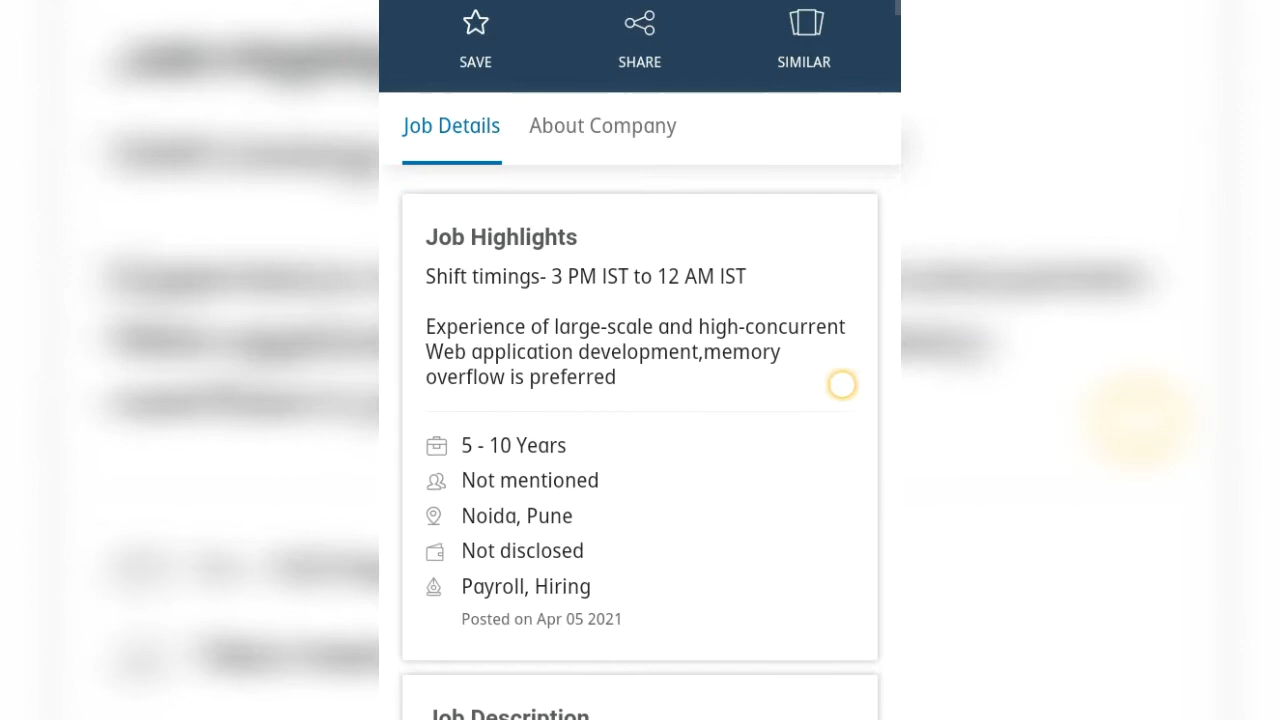 SAVE SHARE SIMILAR
Job Details About Company
Job Highlights
Shift timings- 3 PM IST to 12 AM IST
Experience of large-scale and high-concurrent
Web application development,memory
overflow is preferred
5 - 10 Years
Not mentioned
Noida, Pune
Not disclosed
Payroll, Hiring
Posted on Apr 05 2021
Job Description